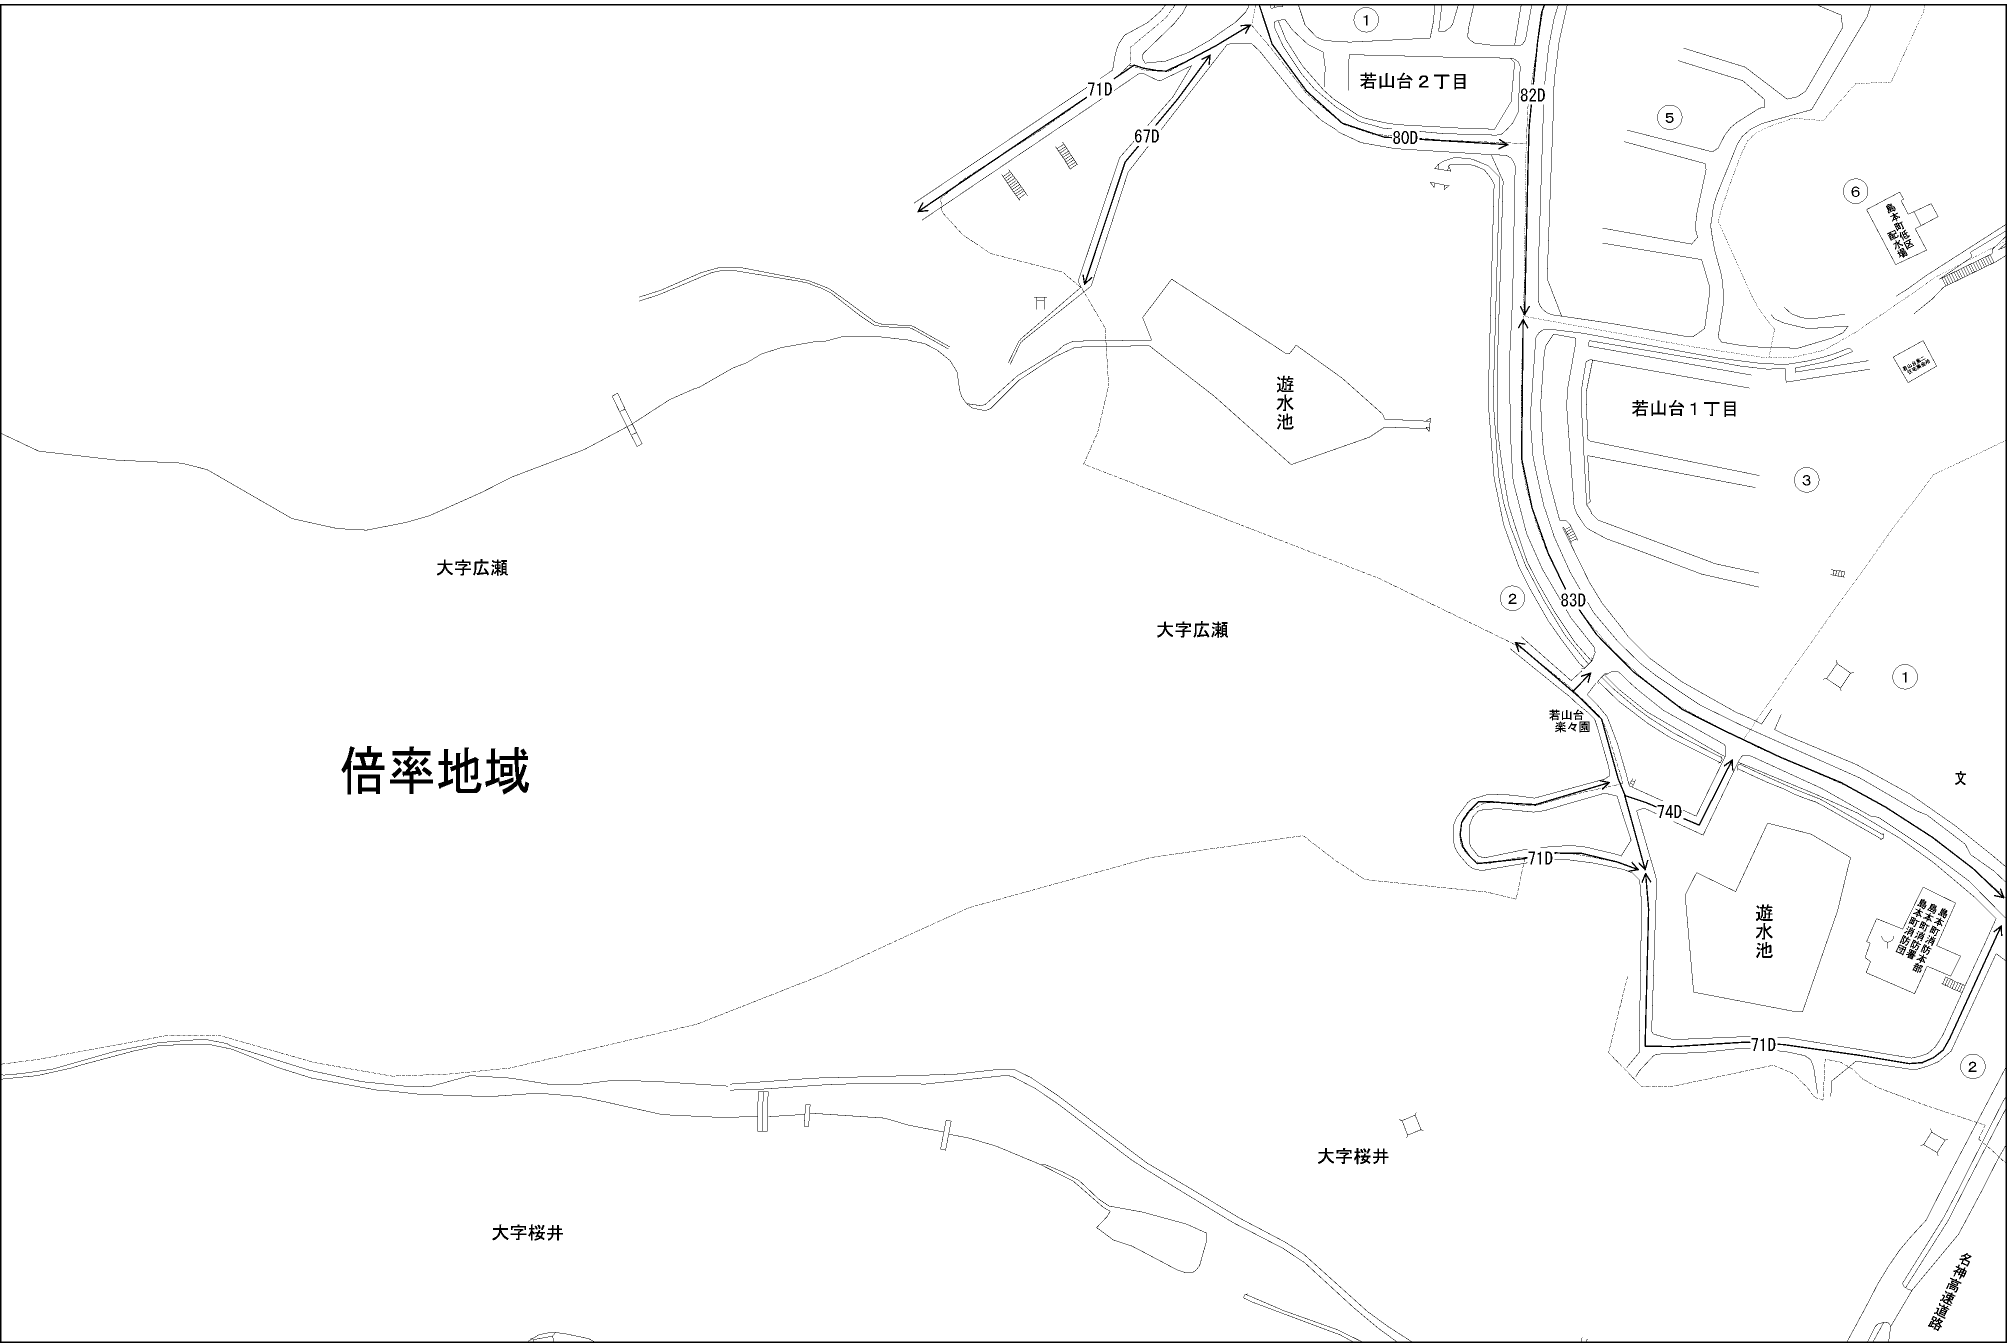 ①
若山台２丁目
71D
82D
⑤
67D
80D
⑥
島本町低区
配水場
遊水池
若山台１丁目
③
大字広瀬
②
83D
大字広瀬
①
若山台
楽々園
倍率地域
文
74D
71D
遊水池
島本町消防本部
島本町消防署
島本町消防団
71D
②
大字桜井
大字桜井
名神高速道路